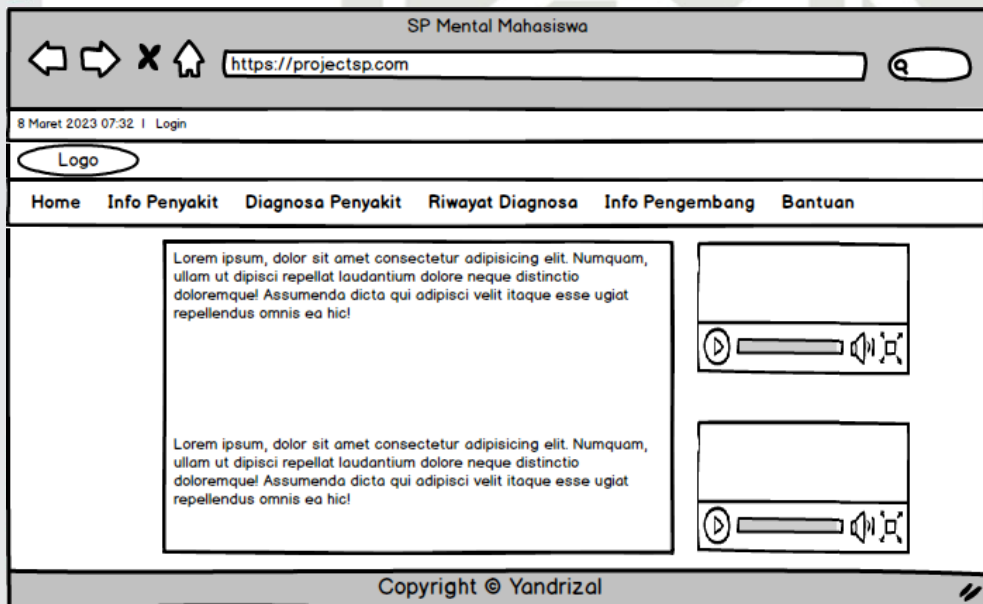 SP Mental Mahasiswa
https://projectsp.com
8 Maret 2023 07:32 | Login
Logo
Home Info Penyakit Diagnosa Penyakit Riwayat Diagnosa Info Pengembang Bantuan
Lorem ipsum, dolor sit amet consectetur adipisicing elit. Numquam,
ullam ut dipisci repellat laudantium dolore neque distinctio
doloremque! Assumenda dicta qui adipisci velit itaque esse ugiat
repellendus omnis ea hic!
Lorem ipsum, dolor sit amet consectetur adipisicing elit. Numquam,
ullam ut dipisci repellat laudantium dolore neque distinctio
doloremque! Assumenda dicta qui adipisci velit itaque esse ugiat
repellendus omnis ea hic!
Copyright © Yandrizal